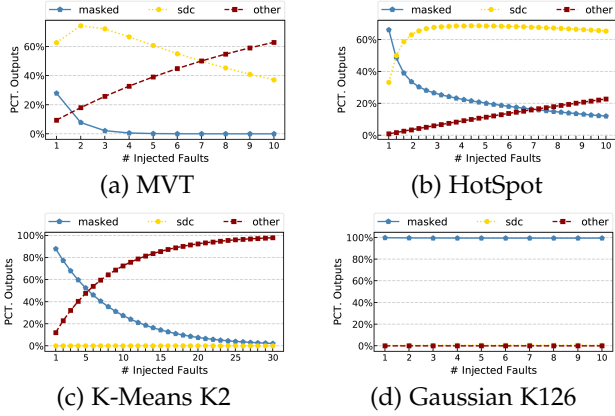 masked sdc other
masked sdc other
PCT. Outputs
60%
40%
20%
0%
1 2 3 4 5 6 7 8 9 10
# Injected Faults
(a) MVT
PCT. Outputs
60%
40%
20%
0%
1 2 3 4 5 6 7 8 9 10
# Injected Faults
(b) HotSpot
masked sdc other
masked sdc other
PCT. Outputs
100%
80%
60%
40%
20%
0%
1 5 10 15 20 25 30
# Injected Faults
(c) K-Means K2
PCT. Outputs
100%
80%
60%
40%
20%
0%
1 2 3 4 5 6 7 8 9 10
# Injected Faults
(d) Gaussian K126